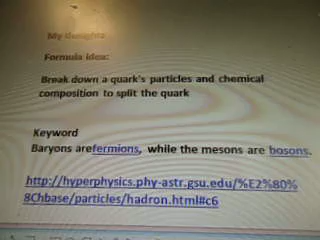 My thoughts
Formula idea:
Break down a quark's particles and chemical
composition to split the quark
Keyword
Baryons arefermions, while the mesons are bosons.
http://hyperphysics.phy-astr.gsu.edu/%E2%80%
8Chbase/particles/hadron.html#c6